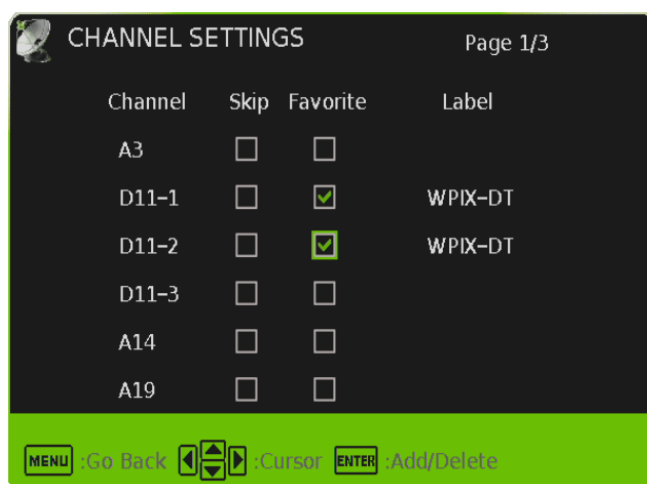 CHANNEL SETTINGS Page 1/3
Channel Skip Favorite Label
A3
D11-1 WPIX-DT
D11-2 WPIX-DT
D11-3
A14
A19
MENU :Go Back :Cursor ENTER :Add/Delete